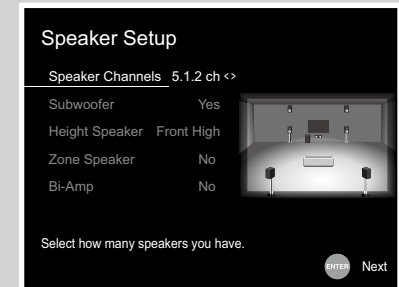 Speaker Setup
Speaker Channels 5.1.2 ch <>
Subwoofer Yes
Height Speaker Front High
Zone Speaker No
Bi-Amp No
Select how many speakers you have.
ENTER Next